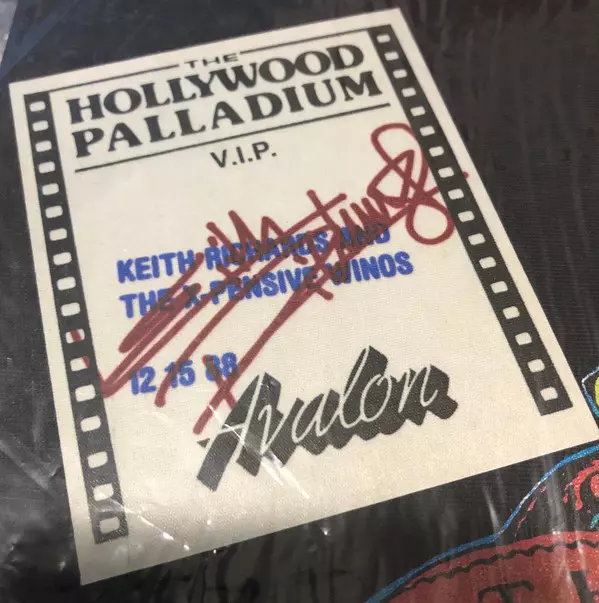 THE
HOLLYWOOD
PALLADIUM
V.I.P.
KEITH RICHARDS AND
THE X-PENSIVE WINOS
12 15 88
Avalon